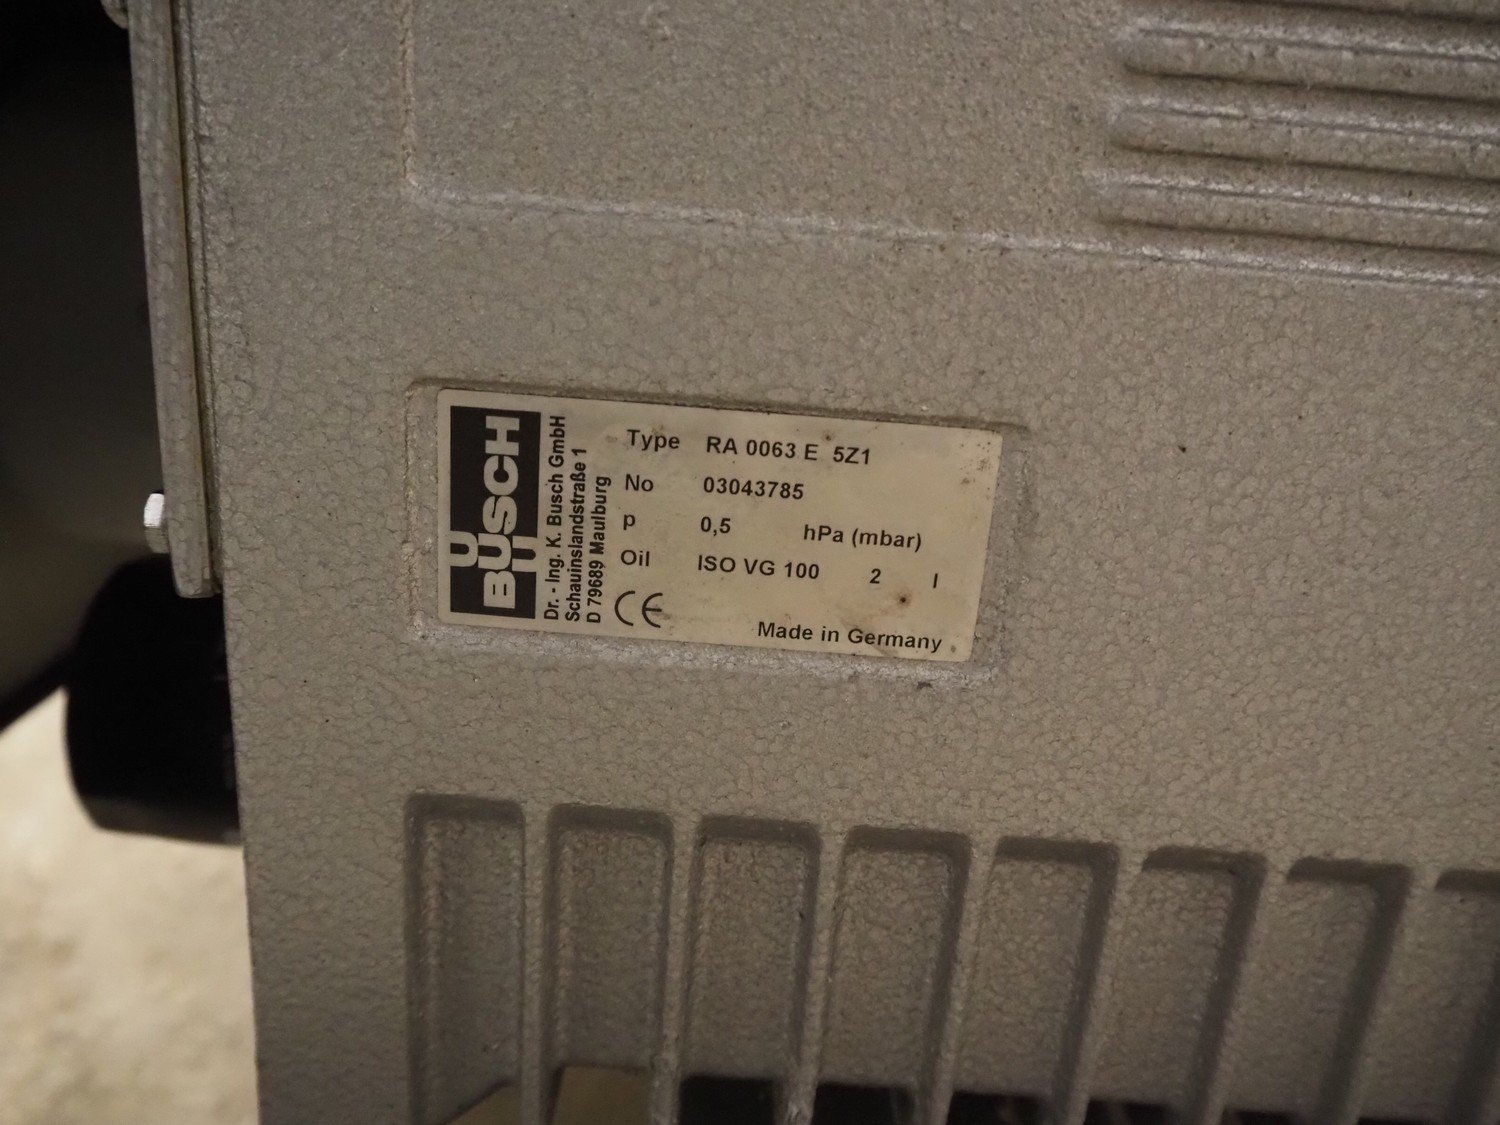 BUSCH
Dr. - Ing. K. Busch GmbH
Schauinslandstraße 1
D 79689 Maulburg
Type RA 0063 E 5Z1
No 03043785
p 0,5 hPa (mbar)
Oil ISO VG 100 2 l
CE
Made in Germany